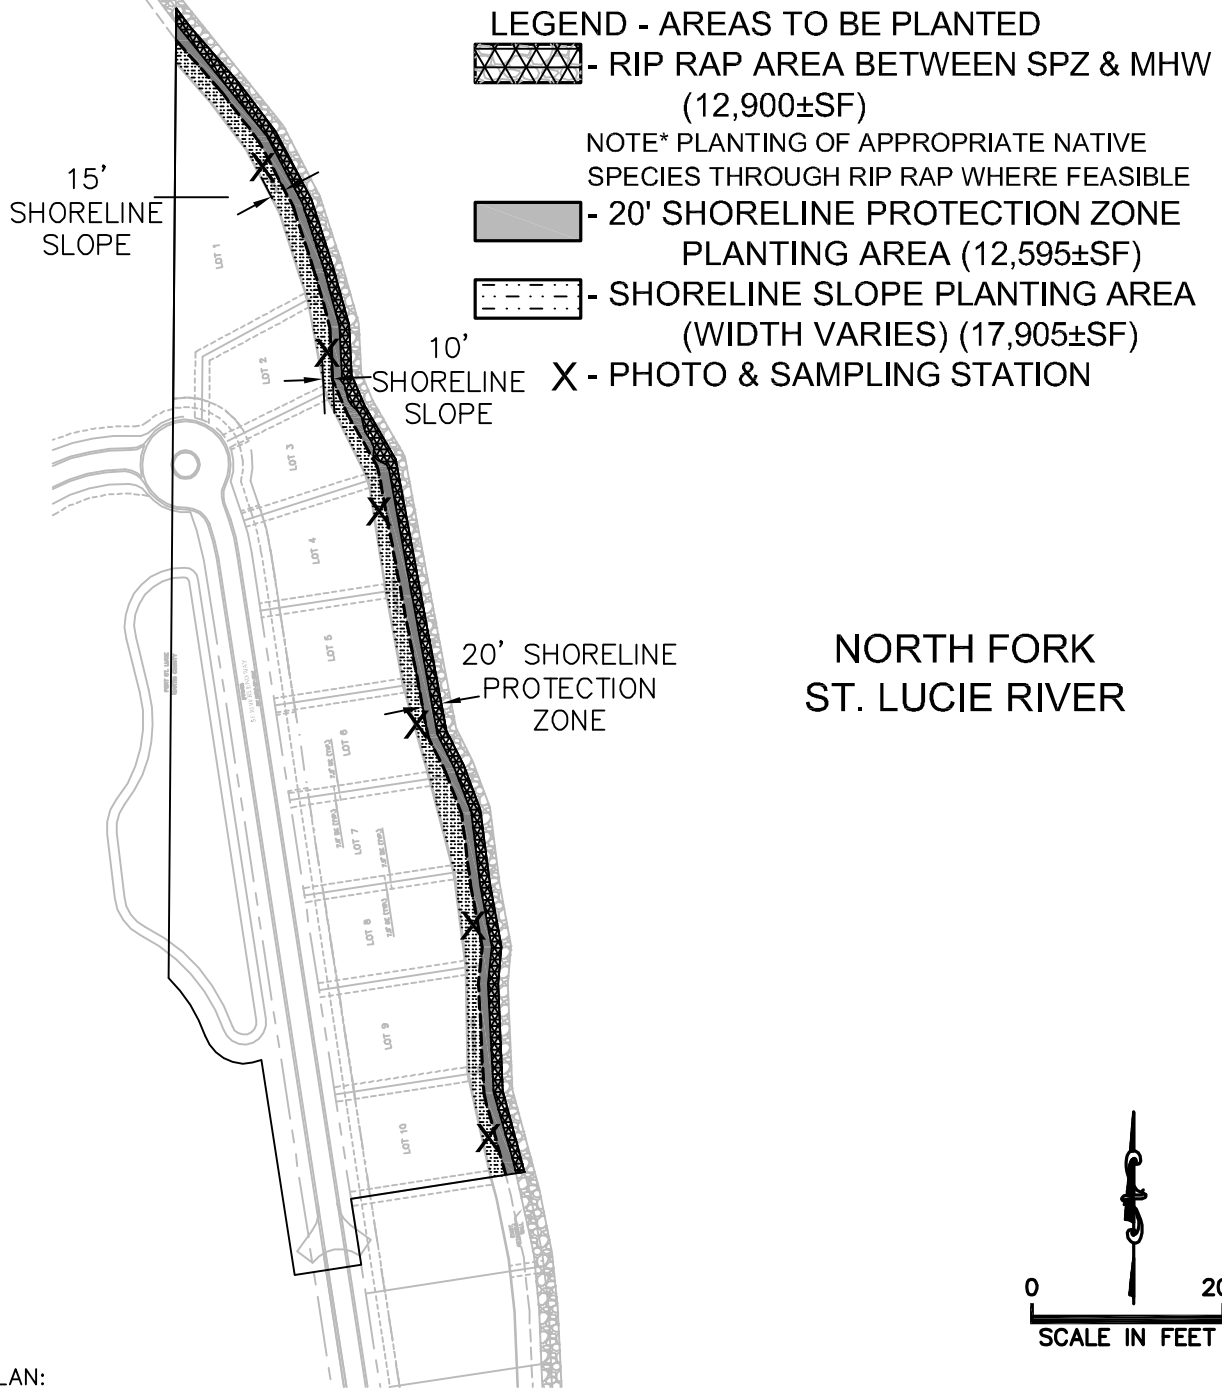 LEGEND - AREAS TO BE PLANTED
- RIP RAP AREA BETWEEN SPZ & MHW
(12,900±SF)
NOTE* PLANTING OF APPROPRIATE NATIVE
SPECIES THROUGH RIP RAP WHERE FEASIBLE
- 20' SHORELINE PROTECTION ZONE
PLANTING AREA (12,595±SF)
- SHORELINE SLOPE PLANTING AREA
(WIDTH VARIES) (17,905±SF)
X - PHOTO & SAMPLING STATION
15'
SHORELINE
SLOPE
10'
SHORELINE
SLOPE
20' SHORELINE
PROTECTION
ZONE
NORTH FORK
ST. LUCIE RIVER
X
X
X
X
X
X
LOT 1
LOT 2
LOT 3
LOT 4
LOT 5
LOT 6
LOT 7
LOT 8
LOT 9
LOT 10
0
20
SCALE IN FEET
LAN: